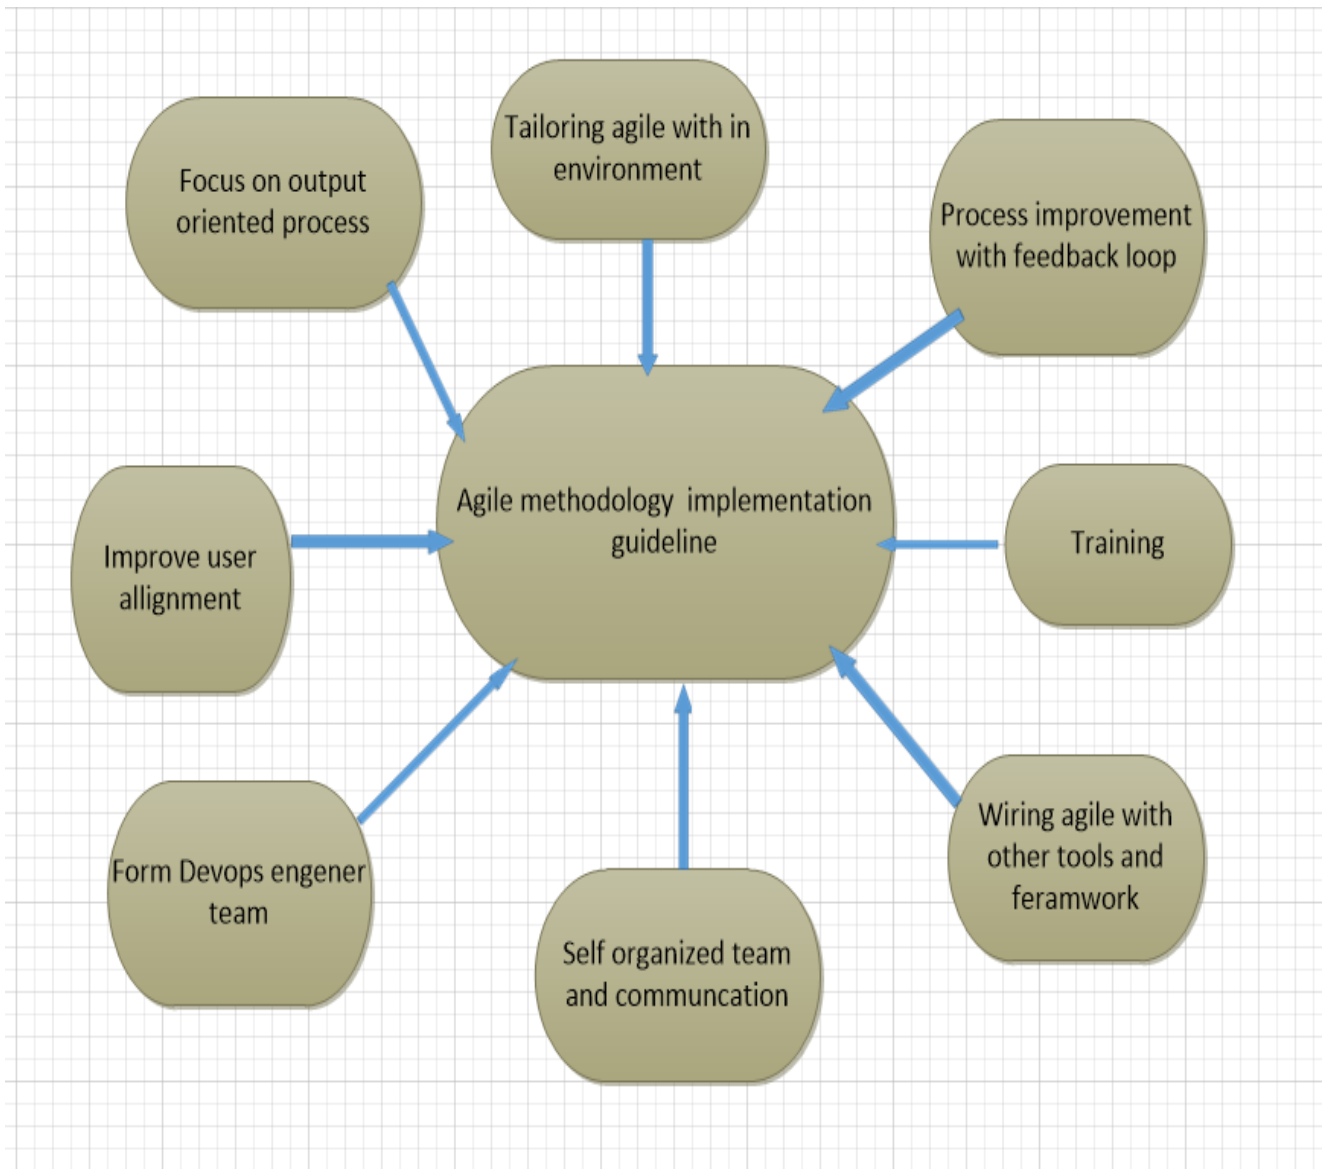 Tailoring agile with in
environment
Focus on output
oriented process
Process improvement
with feedback loop
Agile methodology  implementation
guideline
Improve user
allignment
Training
Form Devops engener
team
Wiring agile with
other tools and
feramwork
Self organized team
and communcation